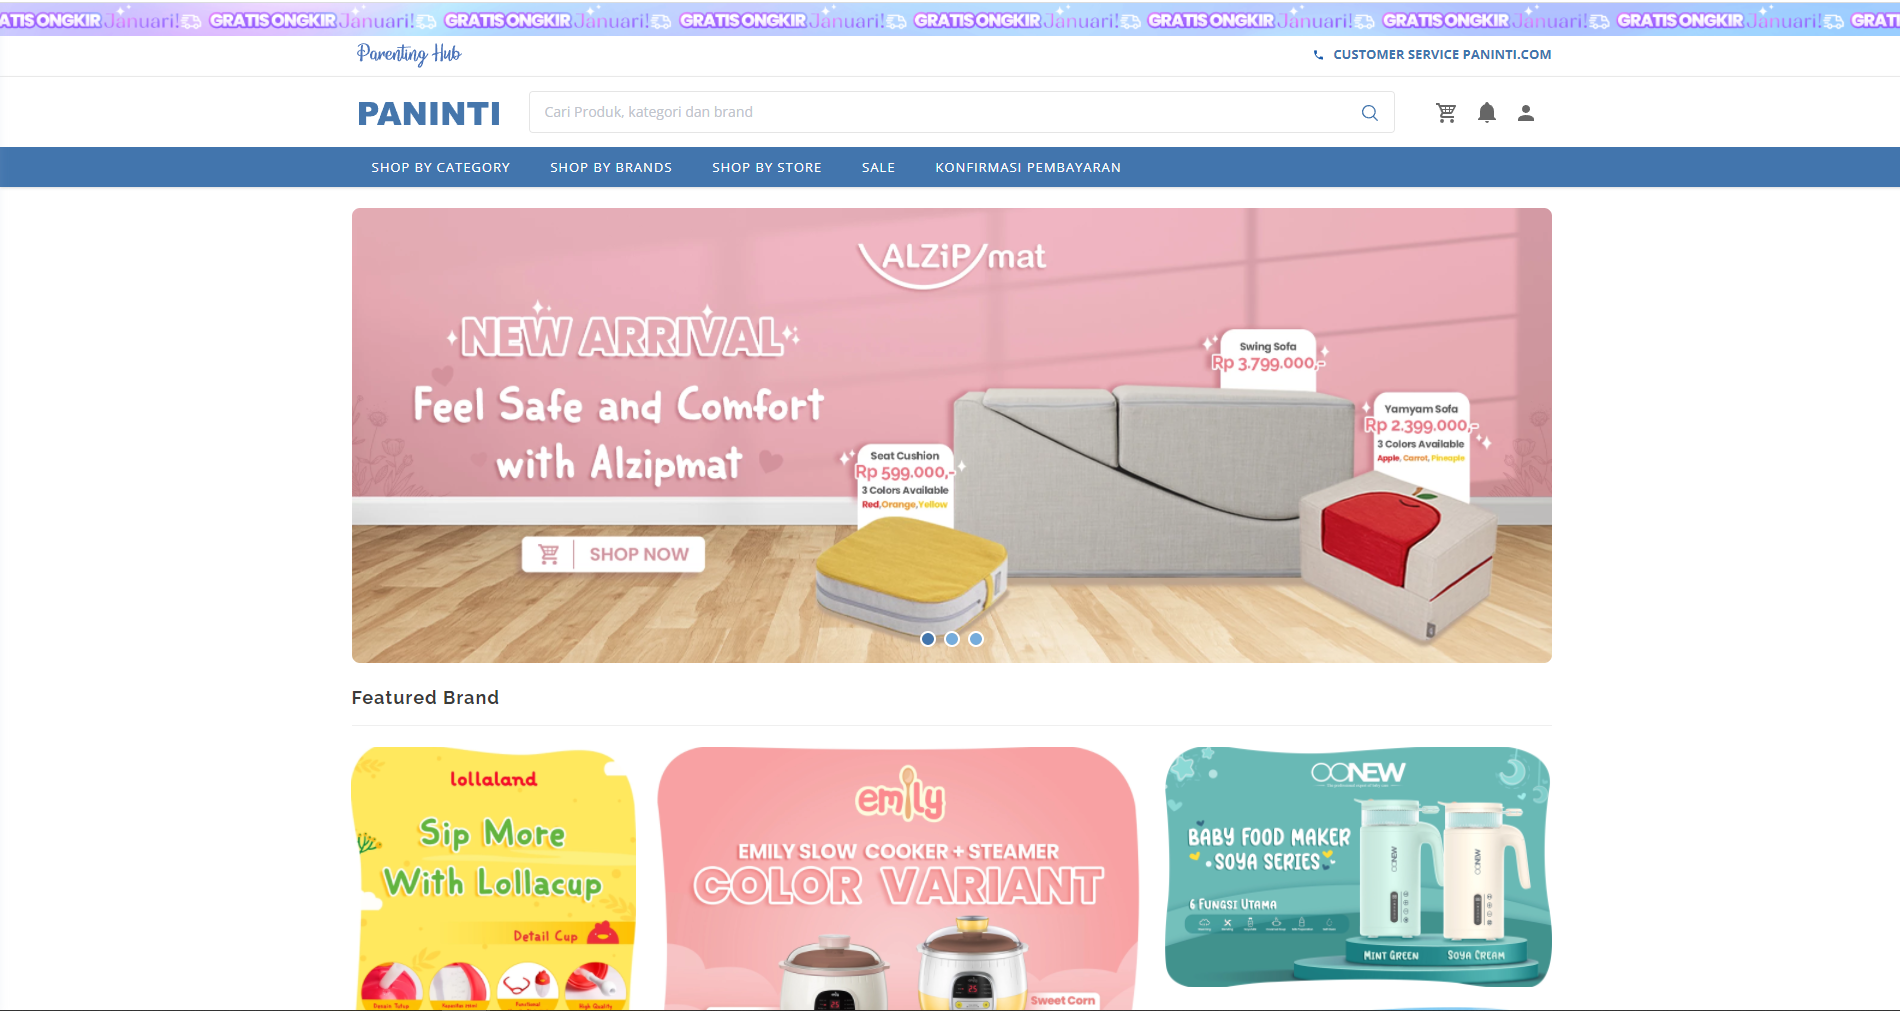 ATIS ONGKIR Januari! GRATIS ONGKIR Januari! GRATIS ONGKIR Januari! GRATIS ONGKIR Januari! GRATIS ONGKIR Januari! GRATIS ONGKIR Januari! GRATIS ONGKIR Januari! GRATIS ONGKIR Januari! GRATI
Parenting Hub
CUSTOMER SERVICE PANINTI.COM
PANINTI
Cari Produk, kategori dan brand
SHOP BY CATEGORY SHOP BY BRANDS SHOP BY STORE SALE KONFIRMASI PEMBAYARAN
ALZiP mat
NEW ARRIVAL
Feel Safe and Comfort
with Alzipmat
SHOP NOW
Seat Cushion
Rp 599.000,-
3 Colors Available
Red,Orange,Yellow
Swing Sofa
Rp 3.799.000,-
Yamyam Sofa
Rp 2.399.000,-
3 Colors Available
Apple, Carrot, Pineaple
Featured Brand
lollaland
Sip More
With Lollacup
Detail Cup
emily
EMILY SLOW COOKER + STEAMER
COLOR VARIANT
Sweet Corn
OONEW
BABY FOOD MAKER
SOYA SERIES
6 FUNGSI UTAMA
OONEW
OONEW
MINT GREEN
SOYA CREAM